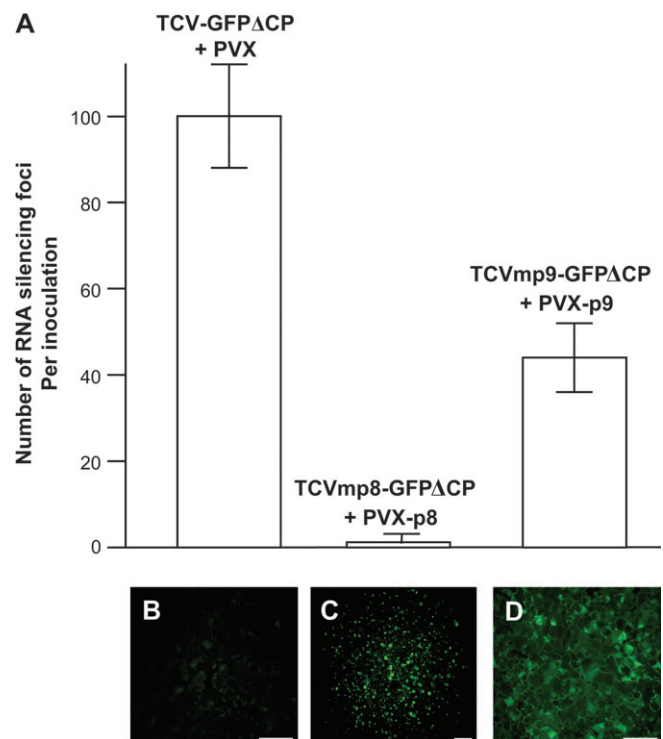 A
TCV-GFPΔCP
+ PVX
Number of RNA silencing foci
Per inoculation
100
80
60
40
20
0
TCVmp8-GFPΔCP
+ PVX-p8
TCVmp9-GFPΔCP
+ PVX-p9
B
C
D